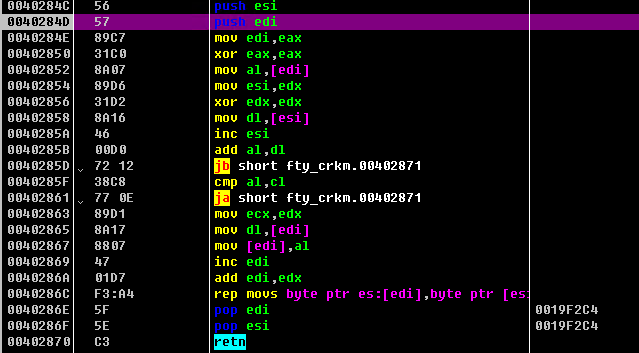 0040284C 56 push esi
0040284D 57 push edi
0040284E 89C7 mov edi,eax
00402850 31C0 xor eax,eax
00402852 8A07 mov al,[edi]
00402854 89D6 mov esi,edx
00402856 31D2 xor edx,edx
00402858 8A16 mov dl,[esi]
0040285A 46 inc esi
0040285B 00D0 add al,dl
0040285D 72 12 jb short fty_crkm.00402871
0040285F 38C8 cmp al,cl
00402861 77 0E ja short fty_crkm.00402871
00402863 89D1 mov ecx,edx
00402865 8A17 mov dl,[edi]
00402867 8807 mov [edi],al
00402869 47 inc edi
0040286A 01D7 add edi,edx
0040286C F3:A4 rep movs byte ptr es:[edi],byte ptr [es
0040286E 5F pop edi 0019F2C4
0040286F 5E pop esi 0019F2C4
00402870 C3 retn